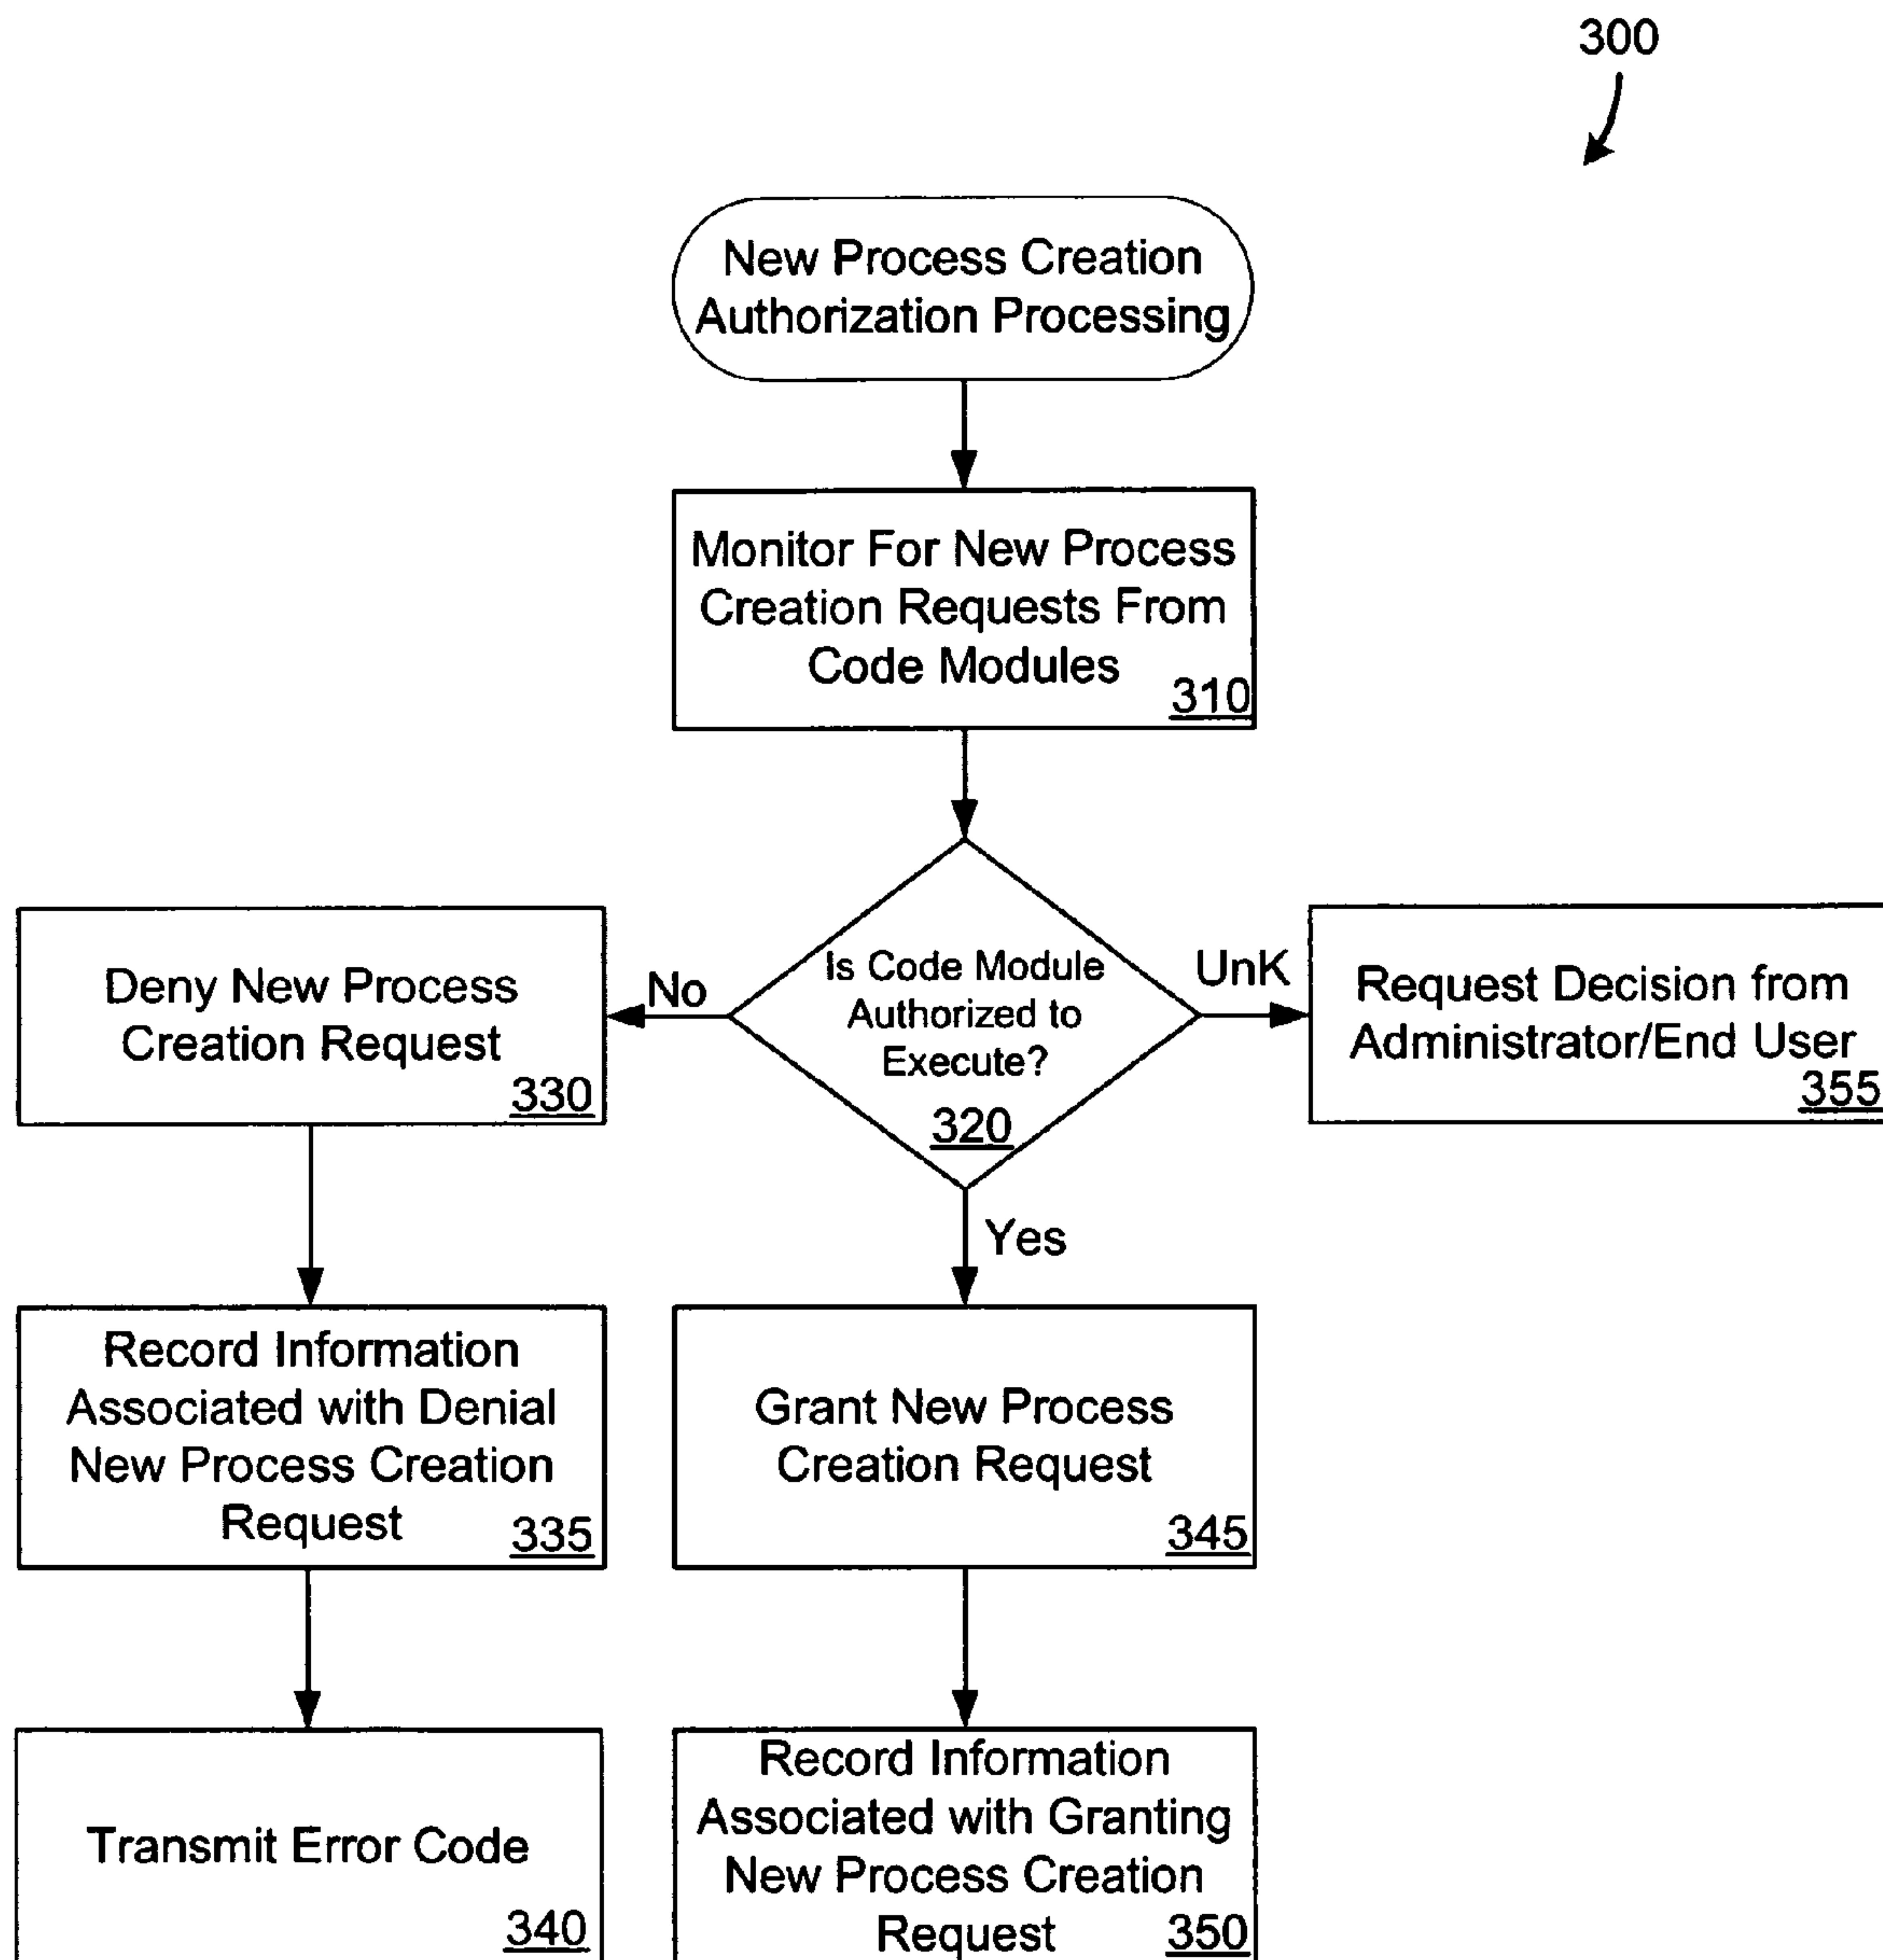 300
New Process Creation
Authorization Processing
Monitor For New Process
Creation Requests From
Code Modules
310
Is Code Module
Authorized to
Execute?
320
No
UnK
Yes
Deny New Process
Creation Request
330
Request Decision from
Administrator/End User
355
Record Information
Associated with Denial
New Process Creation
Request
335
Grant New Process
Creation Request
345
Transmit Error Code
340
Record Information
Associated with Granting
New Process Creation
Request
350